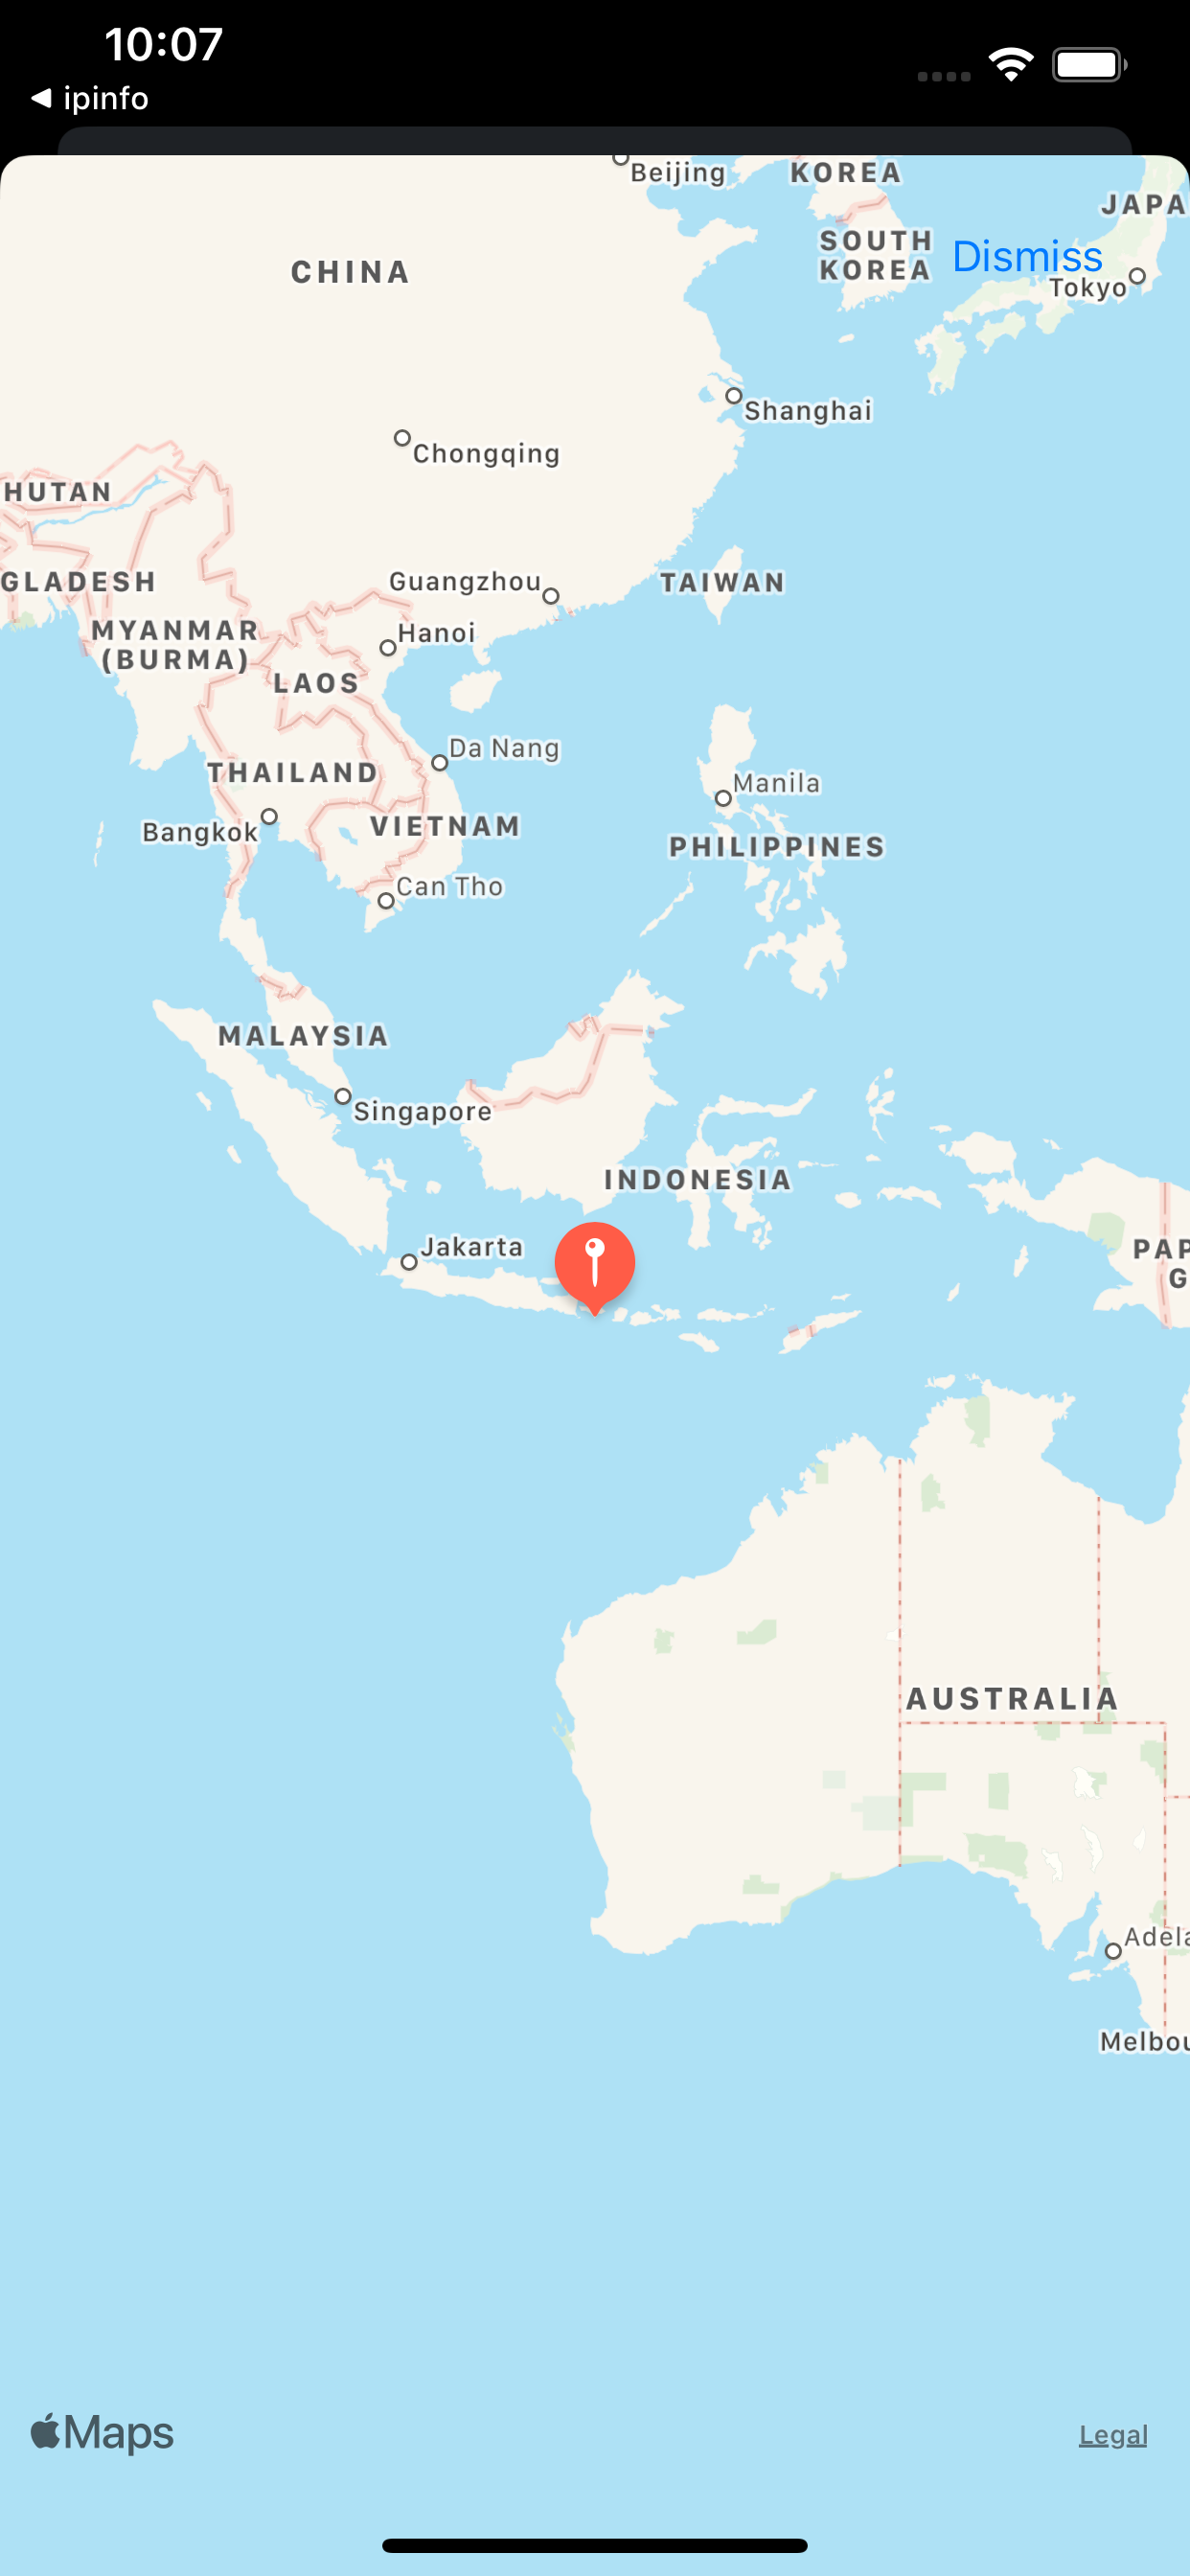 10:07
ipinfo
Beijing
KOREA
JAPA
SOUTH
KOREA
Dismiss
CHINA
Tokyo
Shanghai
Chongqing
HUTAN
GLADESH
Guangzhou
TAIWAN
MYANMAR
(BURMA)
Hanoi
LAOS
Da Nang
THAILAND
Manila
Bangkok
VIETNAM
PHILIPPINES
Can Tho
MALAYSIA
Singapore
INDONESIA
Jakarta
PAP
G
AUSTRALIA
Adela
Melbou
Maps
Legal